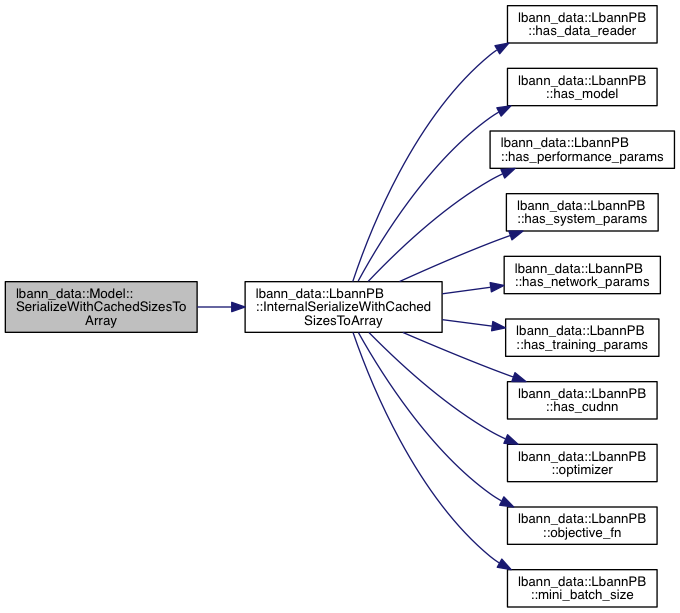 lbann_data::Model::
SerializeWithCachedSizesTo
Array
lbann_data::LbannPB
::InternalSerializeWithCached
SizesToArray
lbann_data::LbannPB
::has_data_reader
lbann_data::LbannPB
::has_model
lbann_data::LbannPB
::has_performance_params
lbann_data::LbannPB
::has_system_params
lbann_data::LbannPB
::has_network_params
lbann_data::LbannPB
::has_training_params
lbann_data::LbannPB
::has_cudnn
lbann_data::LbannPB
::optimizer
lbann_data::LbannPB
::objective_fn
lbann_data::LbannPB
::mini_batch_size